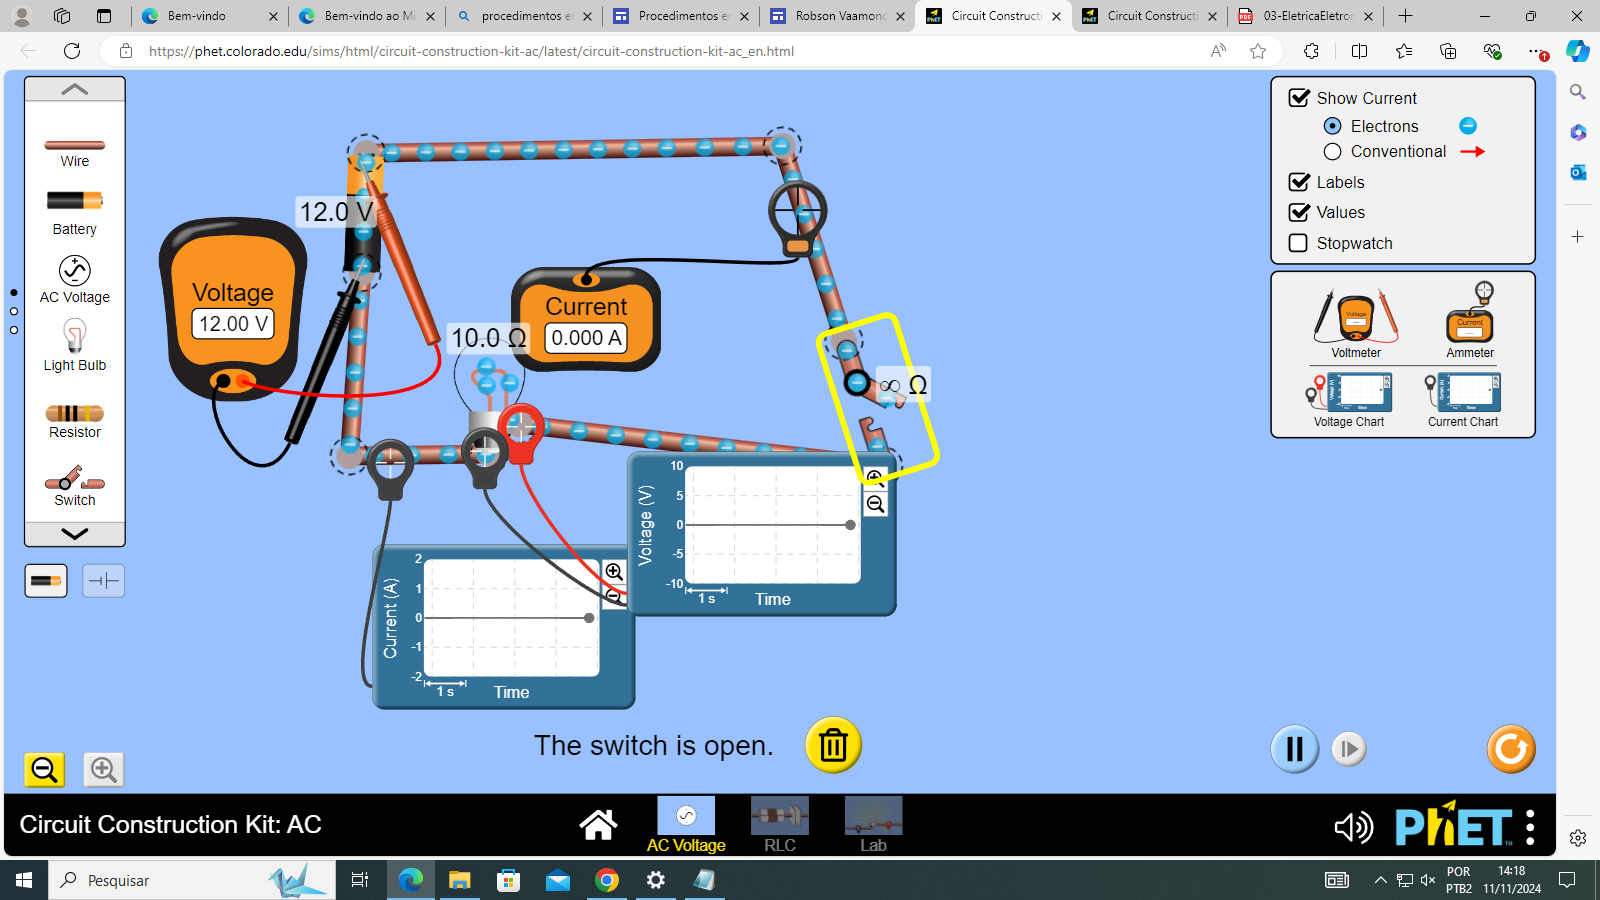 Bem-vindo
Bem-vindo ao Mi
procedimentos e
Procedimentos e
Robson Vaamon
Circuit Constructi
Circuit Constructi
03-EletricaEletror
https://phet.colorado.edu/sims/html/circuit-construction-kit-ac/latest/circuit-construction-kit-ac_en.html
Wire
Battery
AC Voltage
Light Bulb
Resistor
Switch
12.0 V
Voltage
12.00 V
Current
0.000 A
10.0 Ω
∞ Ω
Show Current
Electrons
Conventional
Labels
Values
Stopwatch
Voltage
Current
Voltmeter
Ammeter
Voltage Chart
Current Chart
Voltage (V)
10
5
0
-5
-10
1 s
Time
Current (A)
2
1
0
-1
-2
1 s
Time
The switch is open.
Circuit Construction Kit: AC
AC Voltage
RLC
Lab
PhET
Pesquisar
POR
PTB2
14:18
11/11/2024